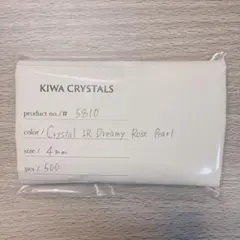 KIWA CRYSTALS
product no./# 5810
color / Crystal IR Dreamy Rose Pearl
size / 4mm
pcs / 500